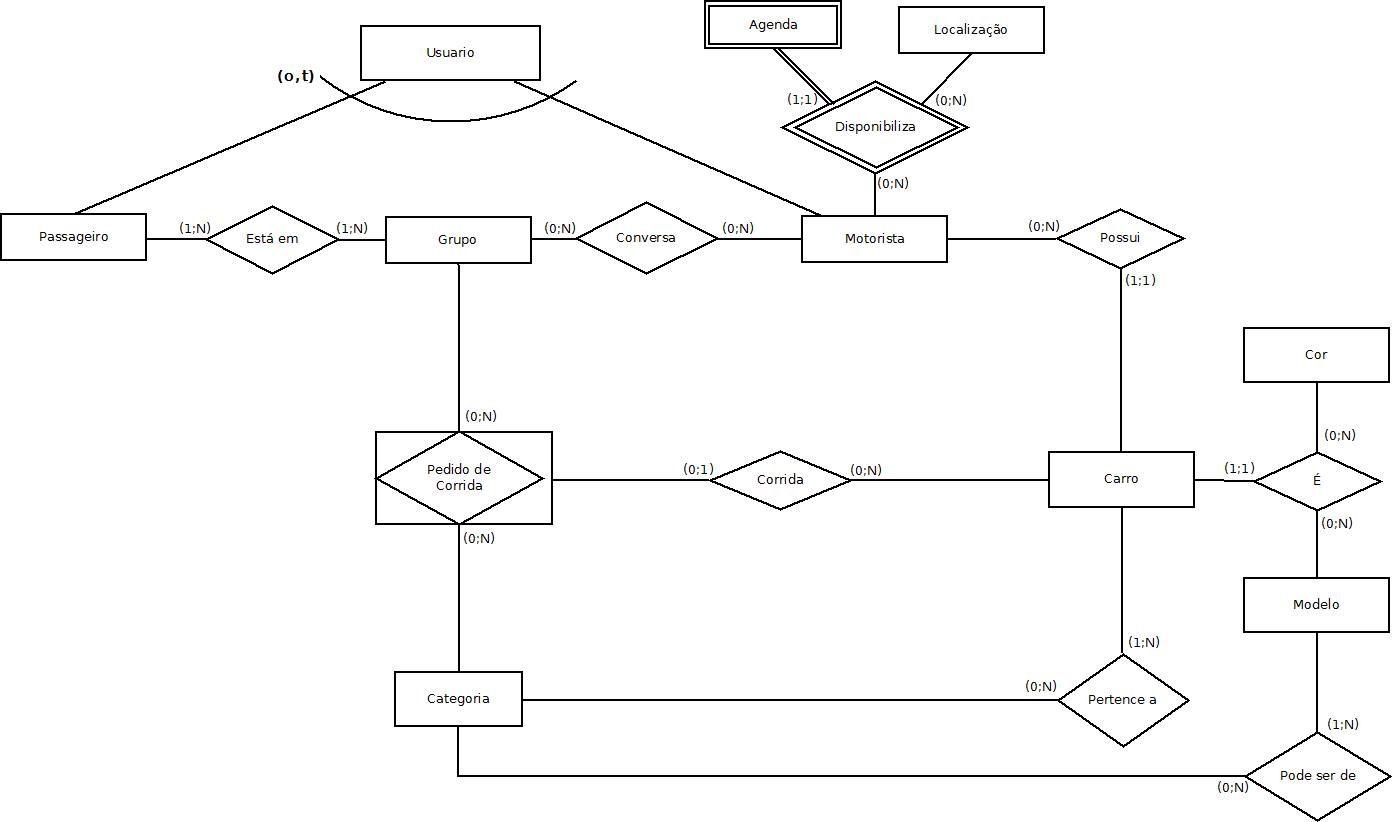 Agenda
Localização
Usuario
(o,t)
(1;1)
(0;N)
Disponibiliza
(0;N)
Passageiro
(1;N)
Está em
(1;N)
Grupo
(0;N)
Conversa
(0;N)
Motorista
(0;N)
Possui
(1;1)
Cor
(0;N)
(0;N)
Pedido de
Corrida
(0;1)
Corrida
(0;N)
Carro
(1;1)
É
(0;N)
(0;N)
Modelo
(1;N)
Categoria
(0;N)
Pertence a
(1;N)
Pode ser de
(0;N)